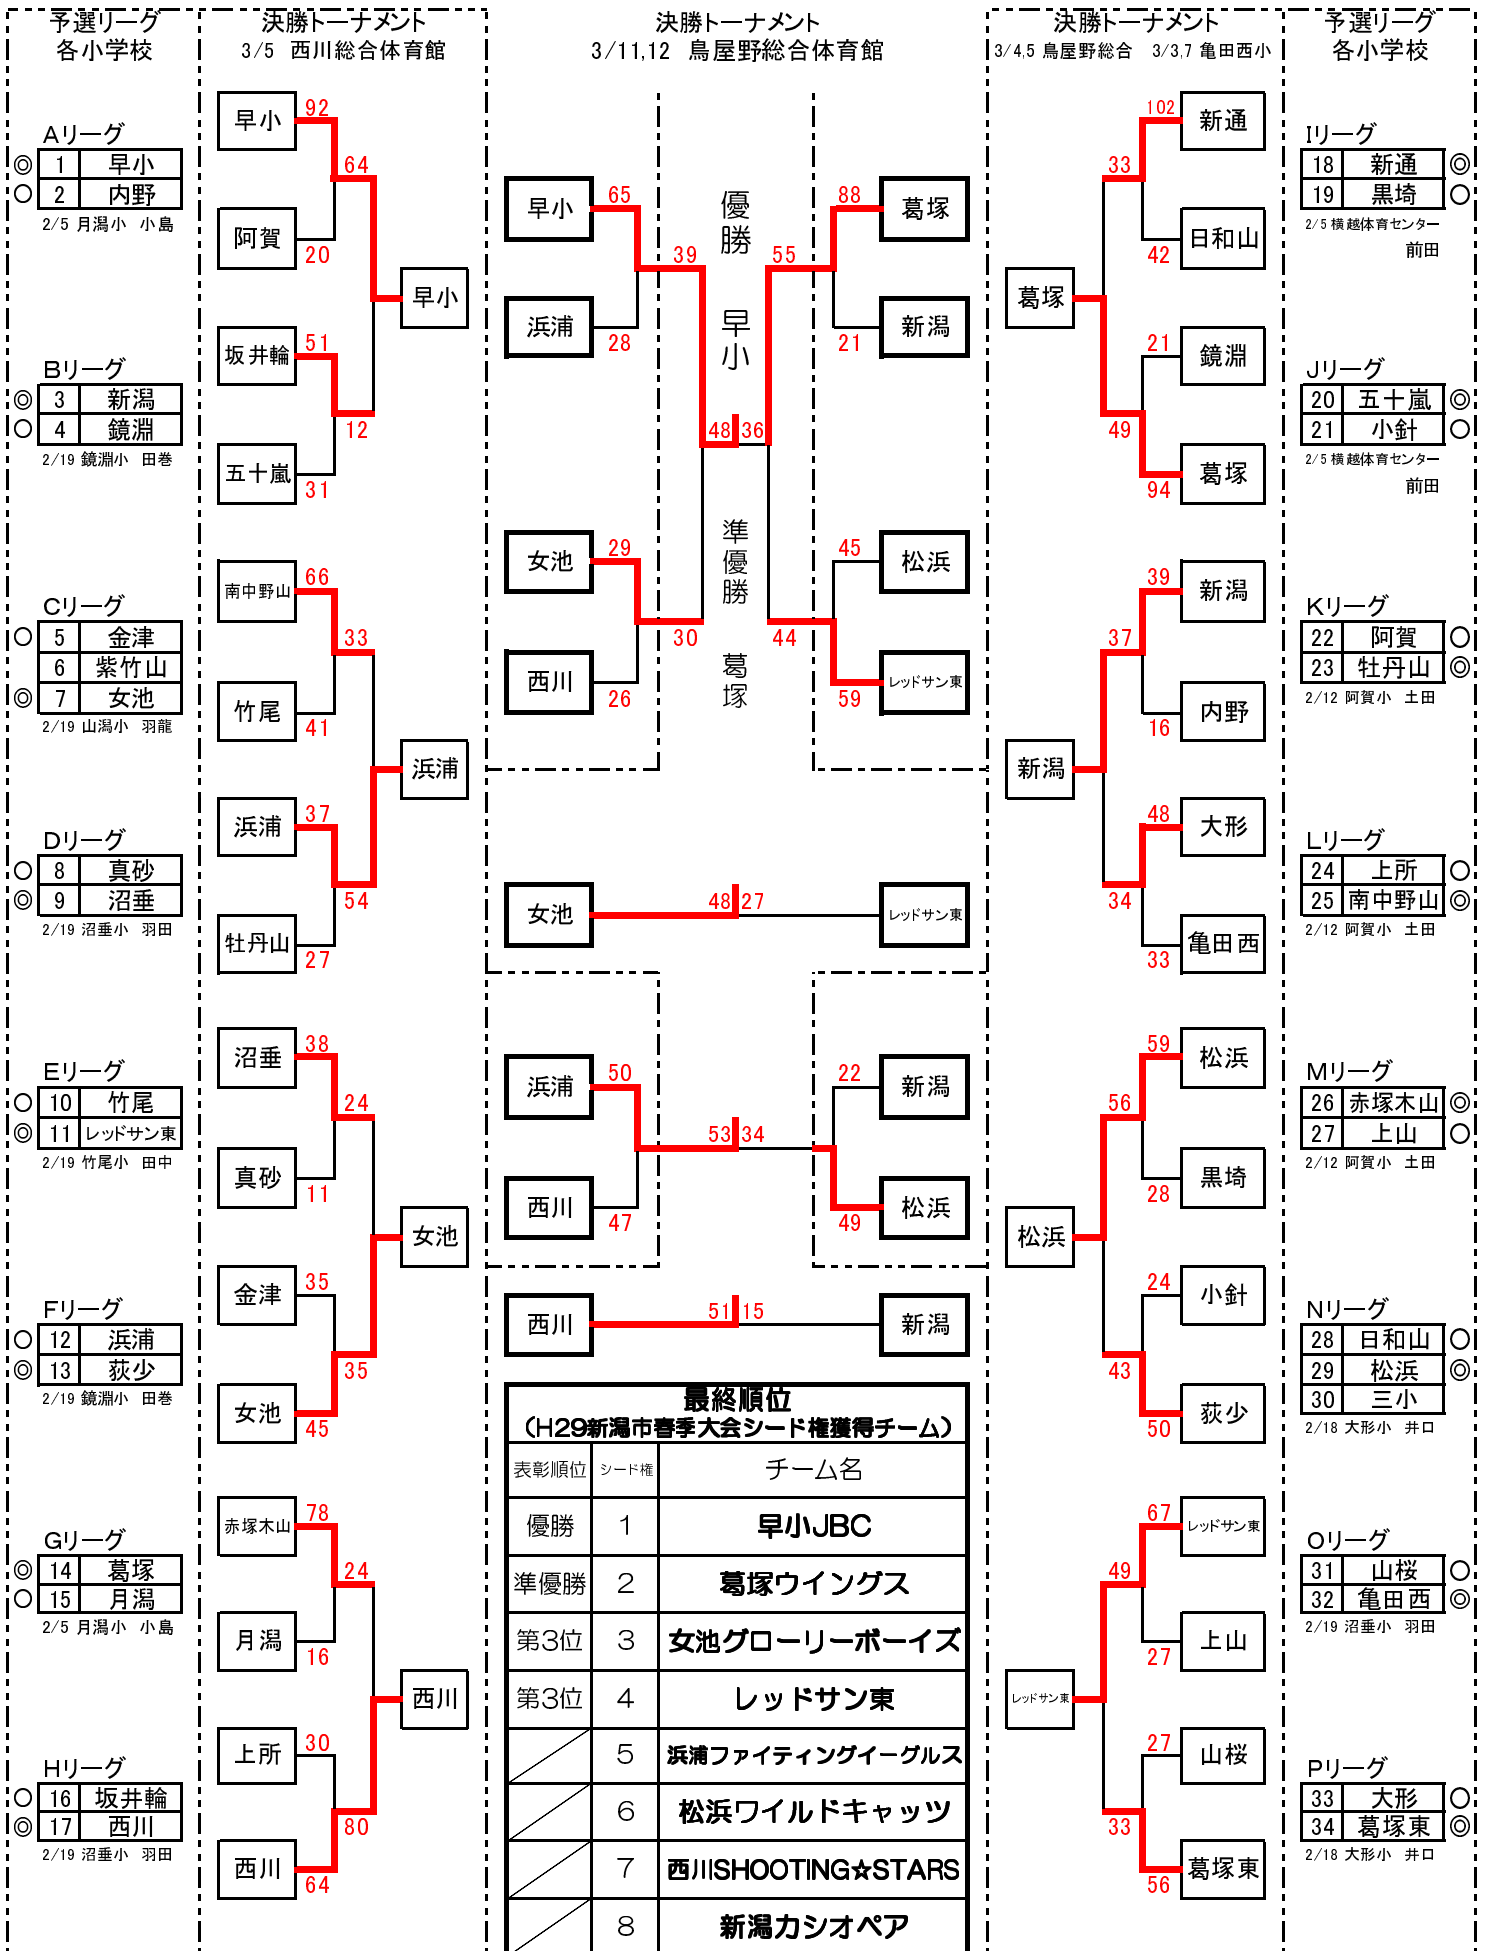 予選リーグ
各小学校
Aリーグ
◎ 1 早小
○ 2 内野
2/5 月潟小 小島
Bリーグ
◎ 3 新潟
○ 4 鏡淵
2/19 鏡淵小 田巻
Cリーグ
○ 5 金津
6 紫竹山
◎ 7 女池
2/19 山潟小 羽龍
Dリーグ
○ 8 真砂
◎ 9 沼垂
2/19 沼垂小 羽田
Eリーグ
○ 10 竹尾
◎ 11 レッドサン東
2/19 竹尾小 田中
Fリーグ
○ 12 浜浦
◎ 13 荻少
2/19 鏡淵小 田巻
Gリーグ
◎ 14 葛塚
○ 15 月潟
2/5 月潟小 小島
Hリーグ
○ 16 坂井輪
◎ 17 西川
2/19 沼垂小 羽田
決勝トーナメント
3/5 西川総合体育館
早小 92
64
阿賀 20
早小
坂井輪 51
12
五十嵐 31
南中野山 66
33
竹尾 41
浜浦
浜浦 37
54
牡丹山 27
沼垂 38
24
真砂 11
女池
金津 35
35
女池 45
赤塚木山 78
24
月潟 16
西川
上所 30
80
西川 64
決勝トーナメント
3/11,12 鳥屋野総合体育館
早小 65
88 葛塚
39
55
浜浦 28
21 新潟
優勝
早小
48 36
準優勝
葛塚
女池 29
45 松浜
30
44
西川 26
59 レッドサン東
女池 48 27 レッドサン東
浜浦 50
22 新潟
53 34
西川 47
49 松浜
西川 51 15 新潟
最終順位
（H29新潟市春季大会シード権獲得チーム）
表彰順位 シード権 チーム名
優勝 1 早小JBC
準優勝 2 葛塚ウイングス
第3位 3 女池グローリーボーイズ
第3位 4 レッドサン東
5 浜浦ファイティングイーグルス
6 松浜ワイルドキャッツ
7 西川SHOOTING☆STARS
8 新潟カシオペア
決勝トーナメント
3/4,5 鳥屋野総合 3/3,7 亀田西小
102 新通
33
42 日和山
葛塚
21 鏡淵
49
94 葛塚
39 新潟
37
16 内野
新潟
48 大形
34
33 亀田西
59 松浜
56
28 黒埼
松浜
24 小針
43
50 荻少
67 レッドサン東
49
27 上山
レッドサン東
27 山桜
33
56 葛塚東
予選リーグ
各小学校
Iリーグ
18 新通 ◎
19 黒埼 ○
2/5 横越体育センター
前田
Jリーグ
20 五十嵐 ◎
21 小針 ○
2/5 横越体育センター
前田
Kリーグ
22 阿賀 ○
23 牡丹山 ◎
2/12 阿賀小 土田
Lリーグ
24 上所 ○
25 南中野山 ◎
2/12 阿賀小 土田
Mリーグ
26 赤塚木山 ◎
27 上山 ○
2/12 阿賀小 土田
Nリーグ
28 日和山 ○
29 松浜 ◎
30 三小
2/18 大形小 井口
Oリーグ
31 山桜 ○
32 亀田西 ◎
2/19 沼垂小 羽田
Pリーグ
33 大形 ○
34 葛塚東 ◎
2/18 大形小 井口